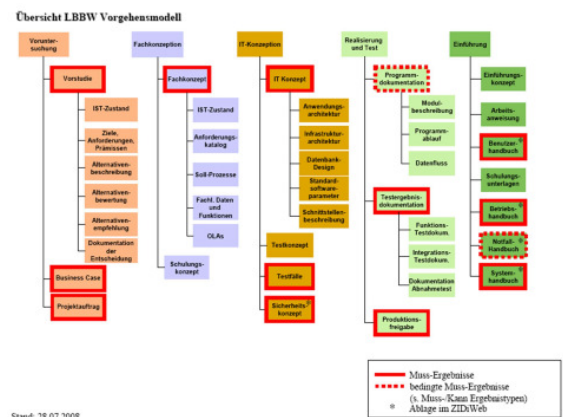 Übersicht LBBW Vorgehensmodell
Vorunter-
suchung
Vorstudie
IST-Zustand
Ziele,
Anforderungen,
Prämissen
Alternativen-
beschreibung
Alternativen-
bewertung
Alternativen-
empfehlung
Dokumentation
der
Entscheidung
Business Case
Projektauftrag
Fachkonzeption
Fachkonzept
IST-Zustand
Anforderungs-
katalog
Soll-Prozesse
Fachl. Daten
und
Funktionen
OLAs
Schulungs-
konzept
IT-Konzeption
IT Konzept
Anwendungs-
architektur
Infrastruktur-
architektur
Datenbank-
Design
Standard-
software-
parameter
Schnittstellen-
beschreibung
Testkonzept
Testfälle
Sicherheits-
konzept
Realisierung
und Test
Programm-
dokumentation
Modul-
beschreibung
Programm-
ablauf
Datenfluss
Testergebnis-
dokumentation
Funktions-
Testdokum.
Integrations-
Testdokum.
Dokumentation
Abnahmetest
Produktions-
freigabe
Einführung
Einführungs-
konzept
Arbeits-
anweisung
Benutzer-
handbuch
Schulungs-
unterlagen
Betriebs-
handbuch
Notfall-
Handbuch
System-
handbuch
Muss-Ergebnisse
bedingte Muss-Ergebnisse
(s. Muss-/Kann Ergebnistypen)
Ablage im ZIDiWeb
Stand: 28.07.2008